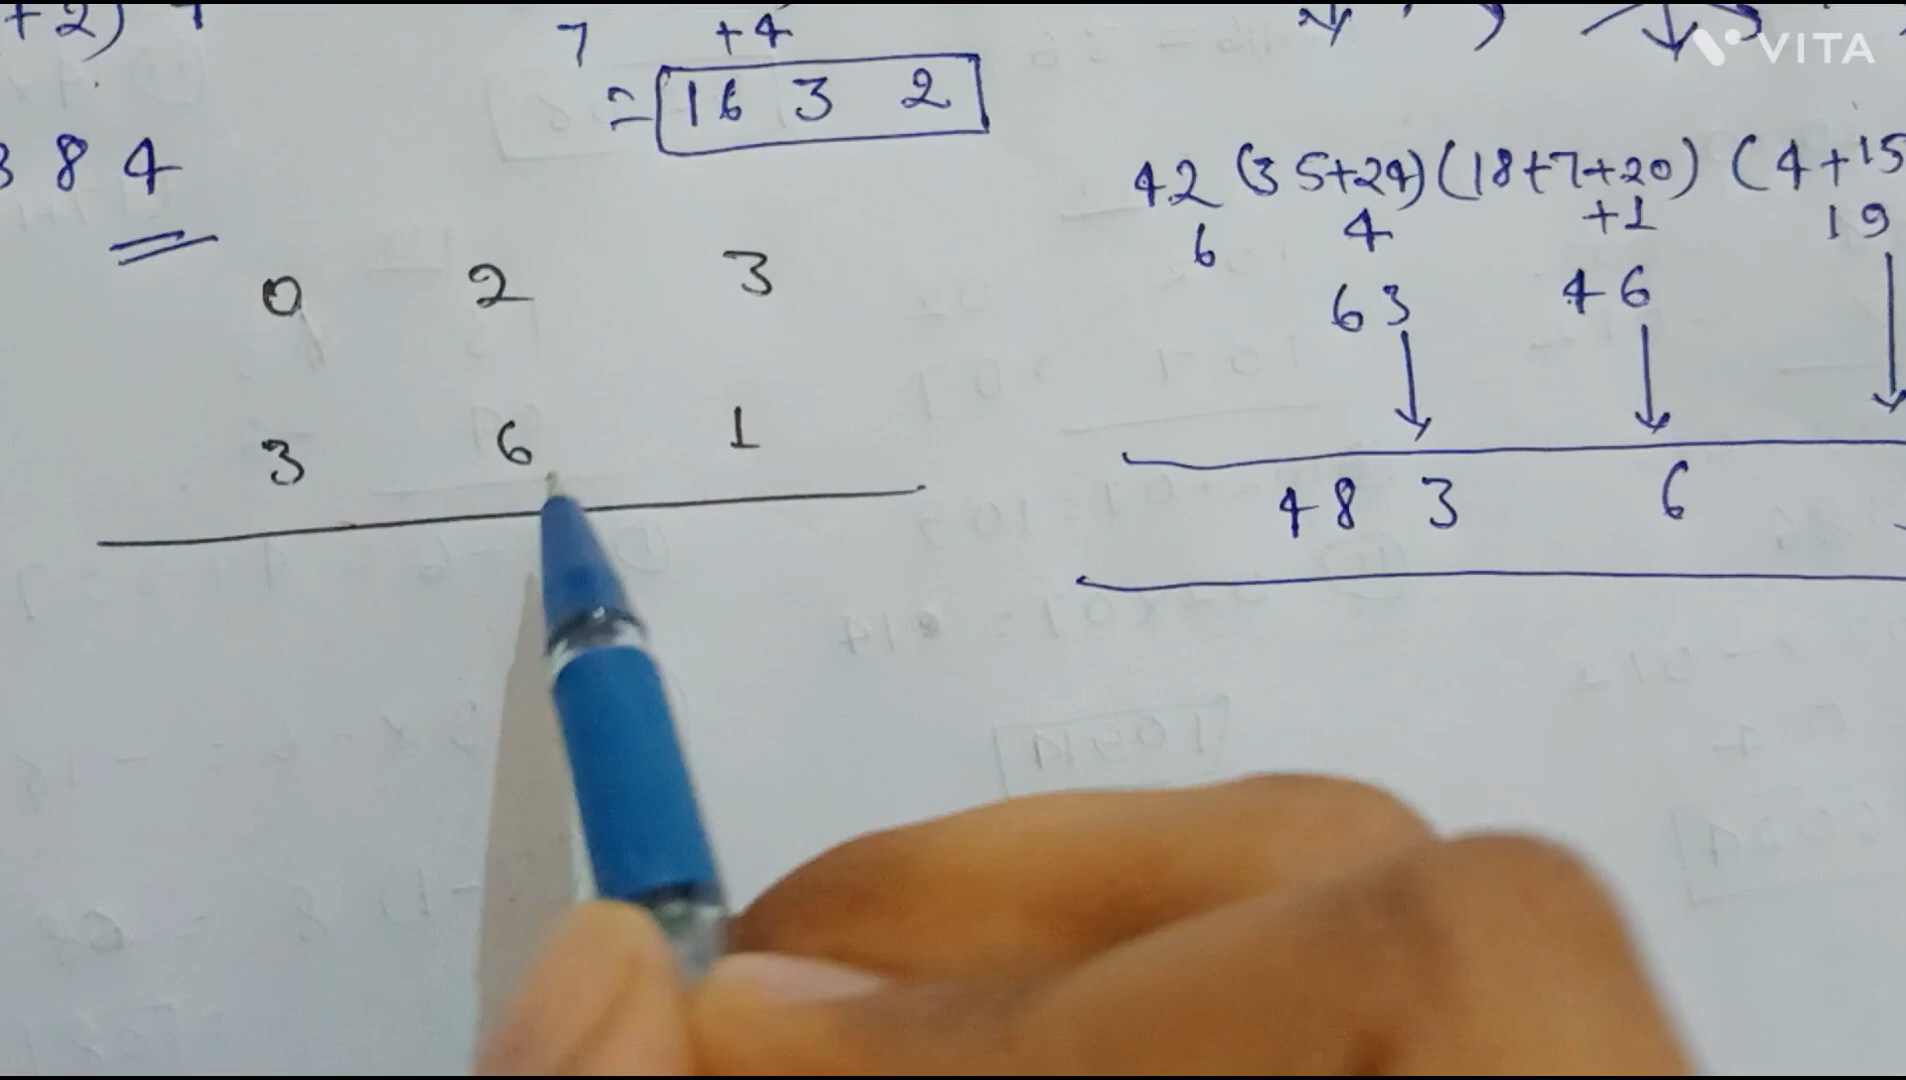 +2)
7 +4
= 16 3 2
VITA
3 8 4
0 2 3
3 6 1
42 (35+24) (18+7+20) (4+15
6 4 +1 19
63 46
48 3 6